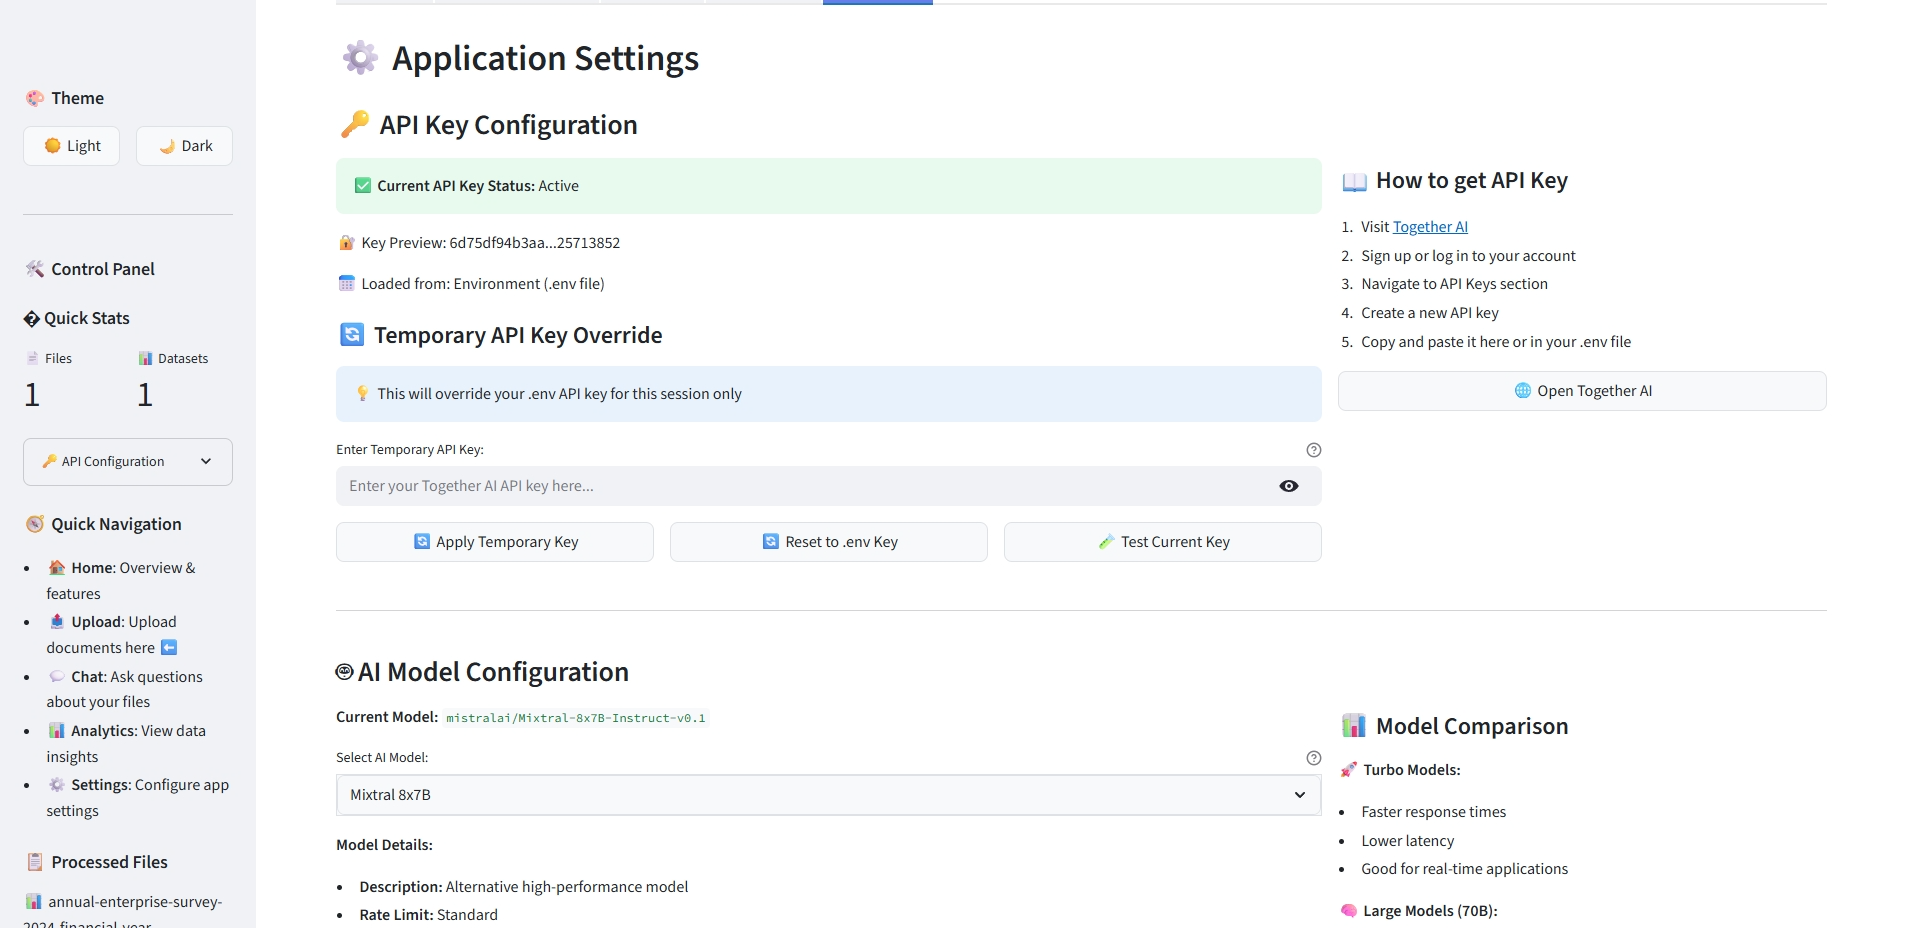 🎨 Theme
🌞 Light
🌙 Dark
🛠️ Control Panel
� Quick Stats
📄 Files
📊 Datasets
1
1
🔑 API Configuration
🧭 Quick Navigation
• 🏠 Home: Overview &
features
• 📤 Upload: Upload
documents here ⬅️
• 💬 Chat: Ask questions
about your files
• 📊 Analytics: View data
insights
• ⚙️ Settings: Configure app
settings
📋 Processed Files
📊 annual-enterprise-survey-
2024-financial-year
⚙️ Application Settings
🔑 API Key Configuration
✅ Current API Key Status: Active
🔐 Key Preview: 6d75df94b3aa...25713852
🗓️ Loaded from: Environment (.env file)
🔄 Temporary API Key Override
💡 This will override your .env API key for this session only
Enter Temporary API Key:
Enter your Together AI API key here...
🔄 Apply Temporary Key
🔄 Reset to .env Key
🧪 Test Current Key
📖 How to get API Key
1. Visit Together AI
2. Sign up or log in to your account
3. Navigate to API Keys section
4. Create a new API key
5. Copy and paste it here or in your .env file
🌐 Open Together AI
🤖 AI Model Configuration
Current Model: mistralai/Mixtral-8x7B-Instruct-v0.1
Select AI Model:
Mixtral 8x7B
Model Details:
• Description: Alternative high-performance model
• Rate Limit: Standard
📊 Model Comparison
🚀 Turbo Models:
• Faster response times
• Lower latency
• Good for real-time applications
🧠 Large Models (70B):